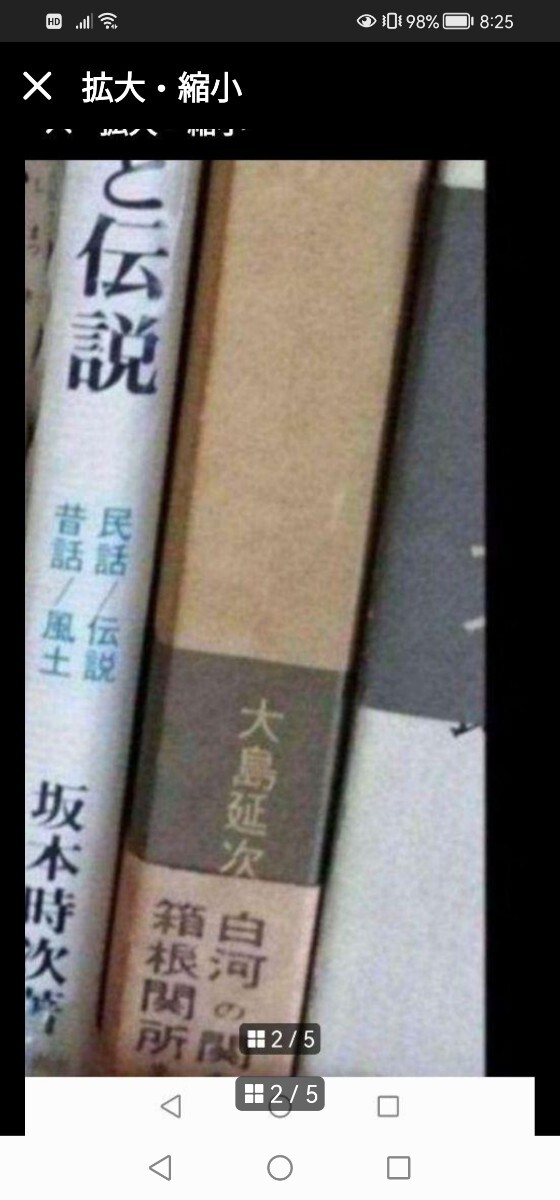 HD 98% 8:25
拡大・縮小
と伝説
民話/伝説
昔話/風土
坂本時次著
大島延次
白河の関
箱根関所
2/5
2/5